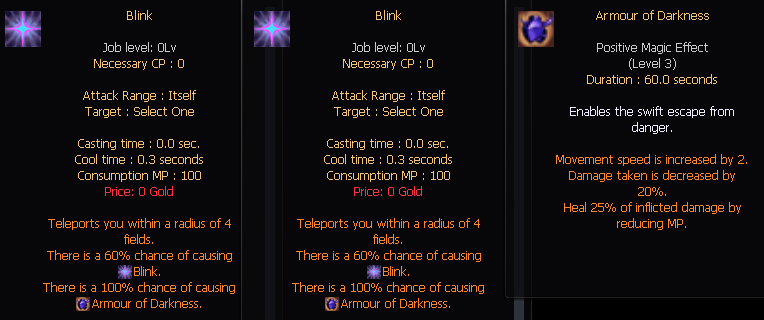 Blink
Job level: 0Lv
Necessary CP : 0
Attack Range : Itself
Target : Select One
Casting time : 0.0 sec.
Cool time : 0.3 seconds
Consumption MP : 100
Price: 0 Gold
Teleports you within a radius of 4
fields.
There is a 60% chance of causing
Blink.
There is a 100% chance of causing
Armour of Darkness.
Blink
Job level: 0Lv
Necessary CP : 0
Attack Range : Itself
Target : Select One
Casting time : 0.0 sec.
Cool time : 0.3 seconds
Consumption MP : 100
Price: 0 Gold
Teleports you within a radius of 4
fields.
There is a 60% chance of causing
Blink.
There is a 100% chance of causing
Armour of Darkness.
Armour of Darkness
Positive Magic Effect
(Level 3)
Duration : 60.0 seconds
Enables the swift escape from
danger.
Movement speed is increased by 2.
Damage taken is decreased by
20%.
Heal 25% of inflicted damage by
reducing MP.